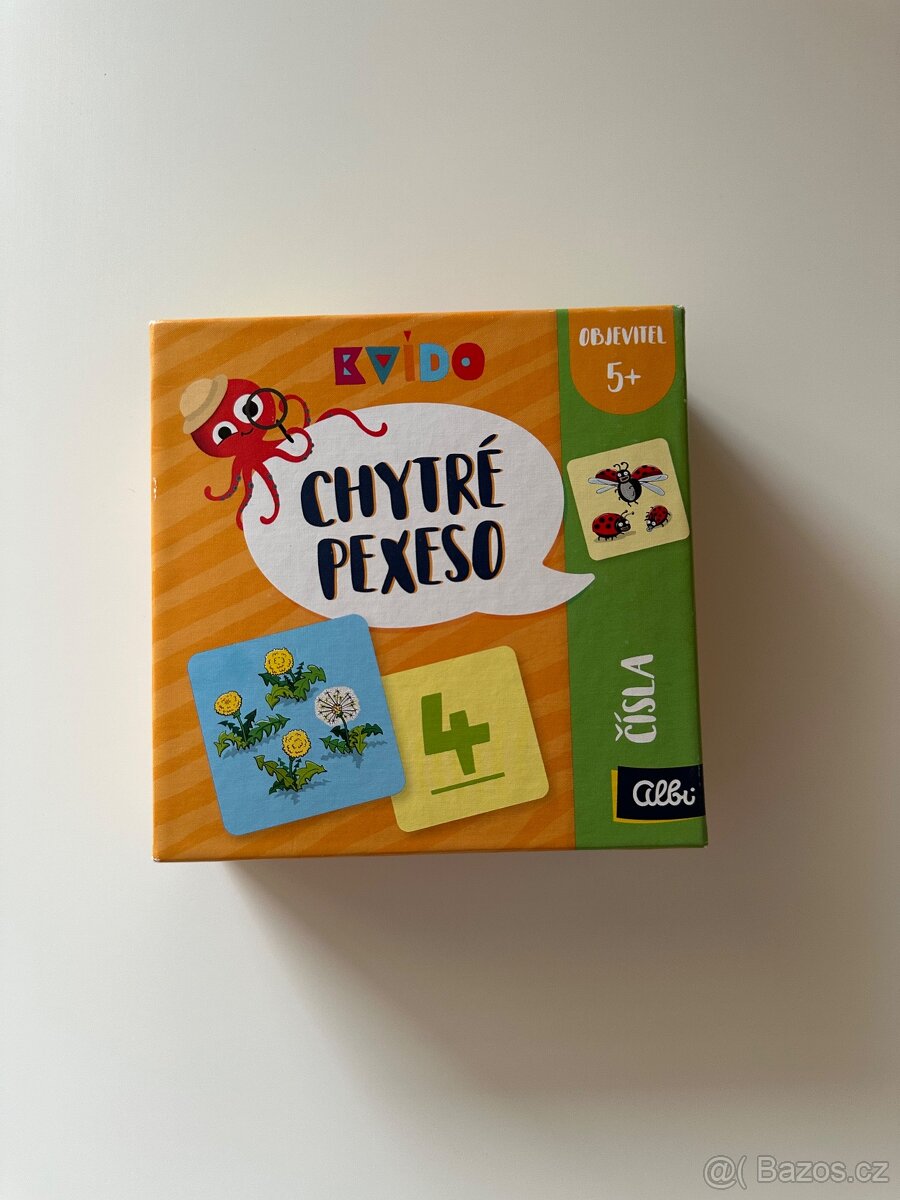 KVÍDO
OBJEVITEL
5+
CHYTRÉ
PEXESO
4
ČÍSLA
albi
@( Bazos.cz